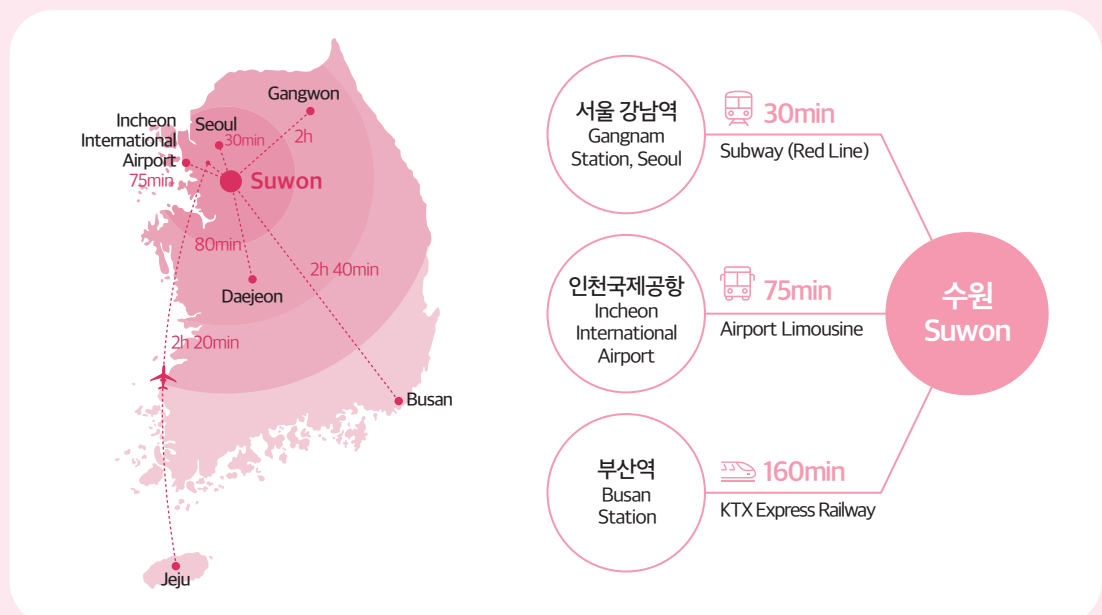 Gangwon
Incheon
International
Airport
75min
Seoul
30min
2h
Suwon
80min
Daejeon
2h 40min
2h 20min
Busan
Jeju
서울 강남역
Gangnam
Station, Seoul
30min
Subway (Red Line)
인천국제공항
Incheon
International
Airport
75min
Airport Limousine
부산역
Busan
Station
160min
KTX Express Railway
수원
Suwon